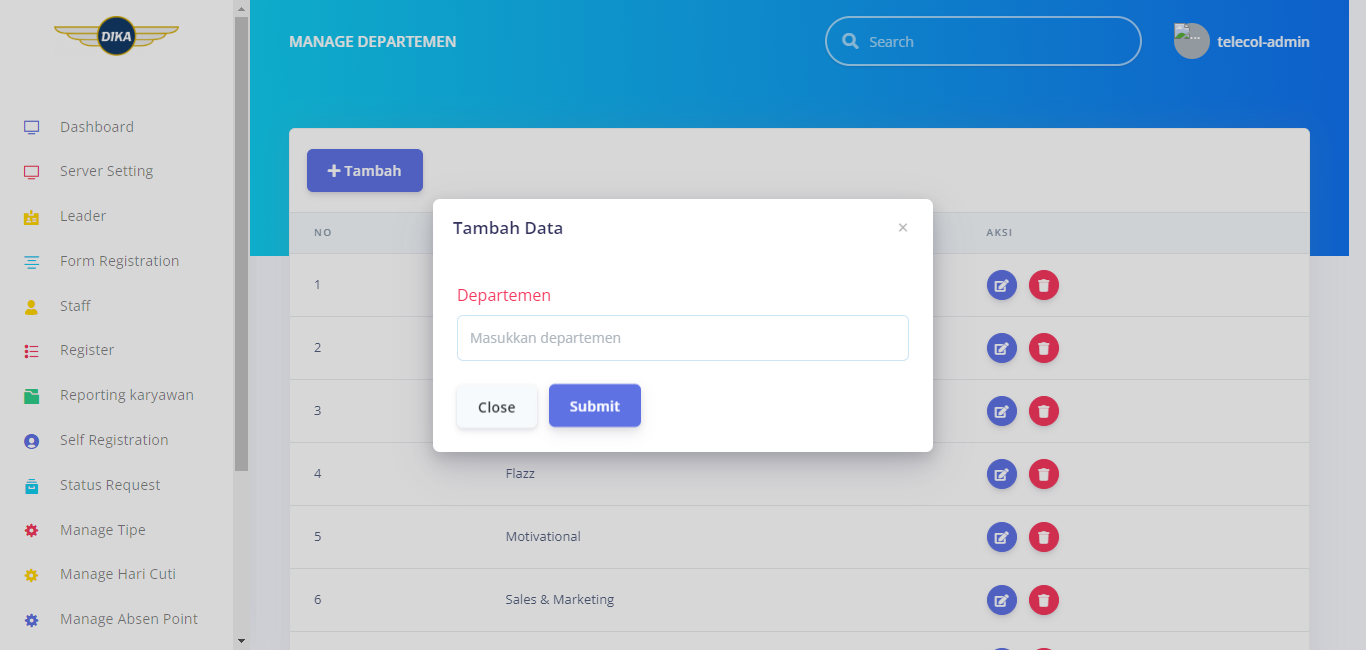 DIKA
MANAGE DEPARTEMEN
Search
...
telecol-admin
Dashboard
Server Setting
Leader
Form Registration
Staff
Register
Reporting karyawan
Self Registration
Status Request
Manage Tipe
Manage Hari Cuti
Manage Absen Point
Tambah
NO
AKSI
Tambah Data
×
Departemen
Masukkan departemen
Close
Submit
1
2
3
4 Flazz
5 Motivational
6 Sales & Marketing